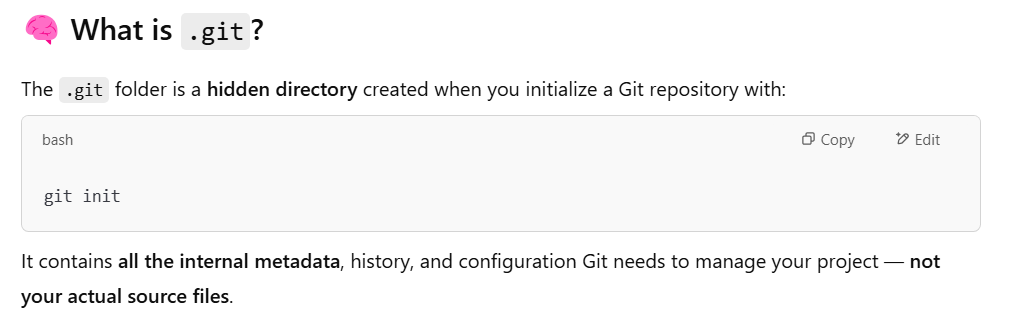 🧠 What is .git?
The .git folder is a hidden directory created when you initialize a Git repository with:
bash
Copy
Edit
git init
It contains all the internal metadata, history, and configuration Git needs to manage your project — not
your actual source files.